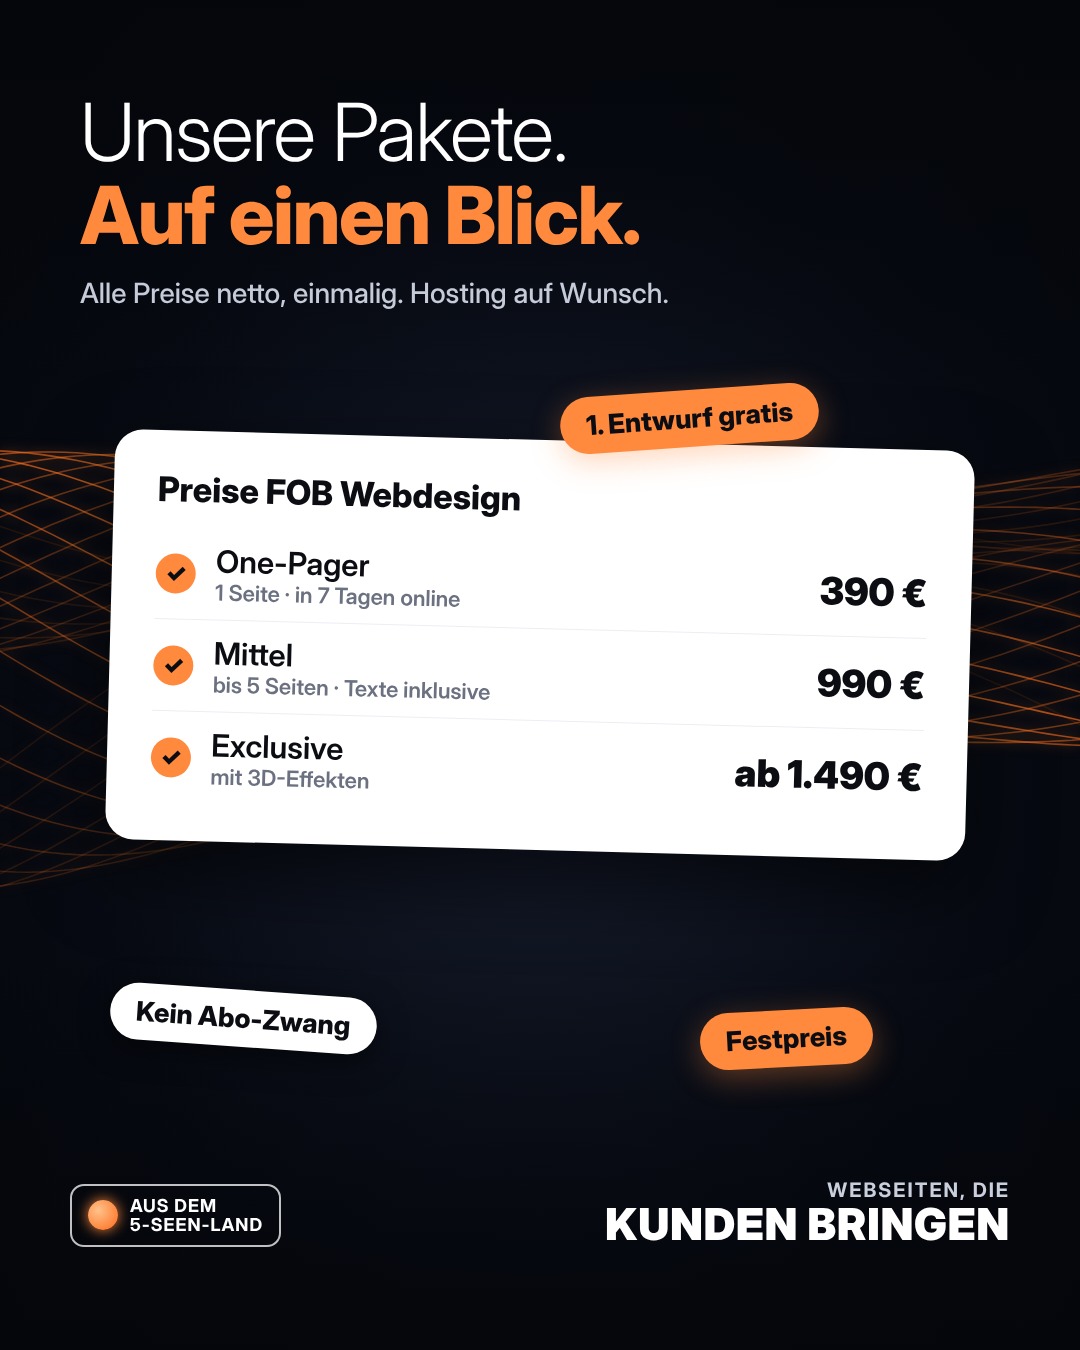 Unsere Pakete.
Auf einen Blick.
Alle Preise netto, einmalig. Hosting auf Wunsch.
1. Entwurf gratis
Preise FOB Webdesign
One-Pager
1 Seite · in 7 Tagen online
390 €
Mittel
bis 5 Seiten · Texte inklusive
990 €
Exclusive
mit 3D-Effekten
ab 1.490 €
Kein Abo-Zwang
Festpreis
AUS DEM
5-SEEN-LAND
WEBSEITEN, DIE
KUNDEN BRINGEN